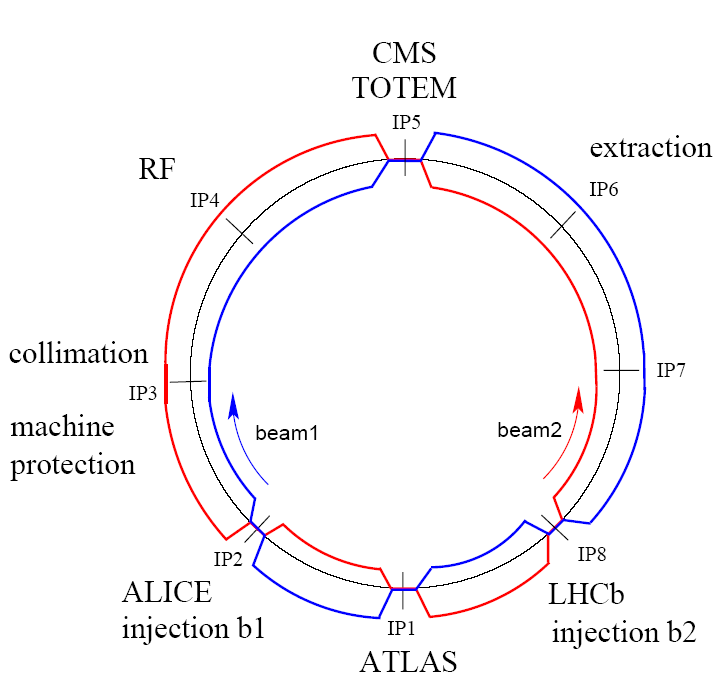 CMS
TOTEM
IP5
extraction
RF
IP6
IP4
collimation
IP7
IP3
machine
protection
beam1
beam2
IP2
IP8
ALICE
injection b1
LHCb
injection b2
IP1
ATLAS